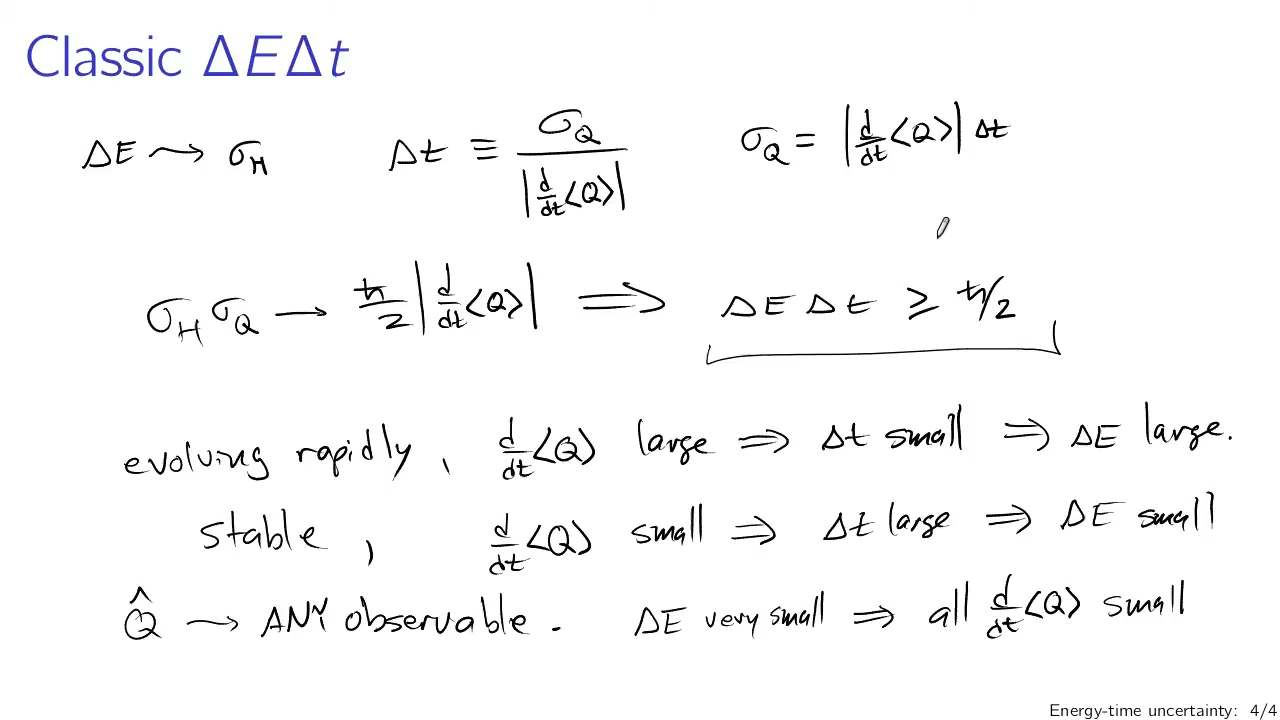 Classic ΔEΔt
ΔE ⇝ σ_H    Δt ≡ σ_Q / |d/dt⟨Q⟩|    σ_Q = |d/dt⟨Q⟩| Δt
σ_H σ_Q → ħ/2 |d/dt⟨Q⟩| ⟹ ΔE Δt ≥ ħ/2
evolving rapidly, d/dt⟨Q⟩ large ⟹ Δt small ⟹ ΔE large.
stable, d/dt⟨Q⟩ small ⟹ Δt large ⟹ ΔE small
Q̂ ⇝ ANY observable. ΔE very small ⟹ all d/dt⟨Q⟩ small
Energy-time uncertainty: 4/4